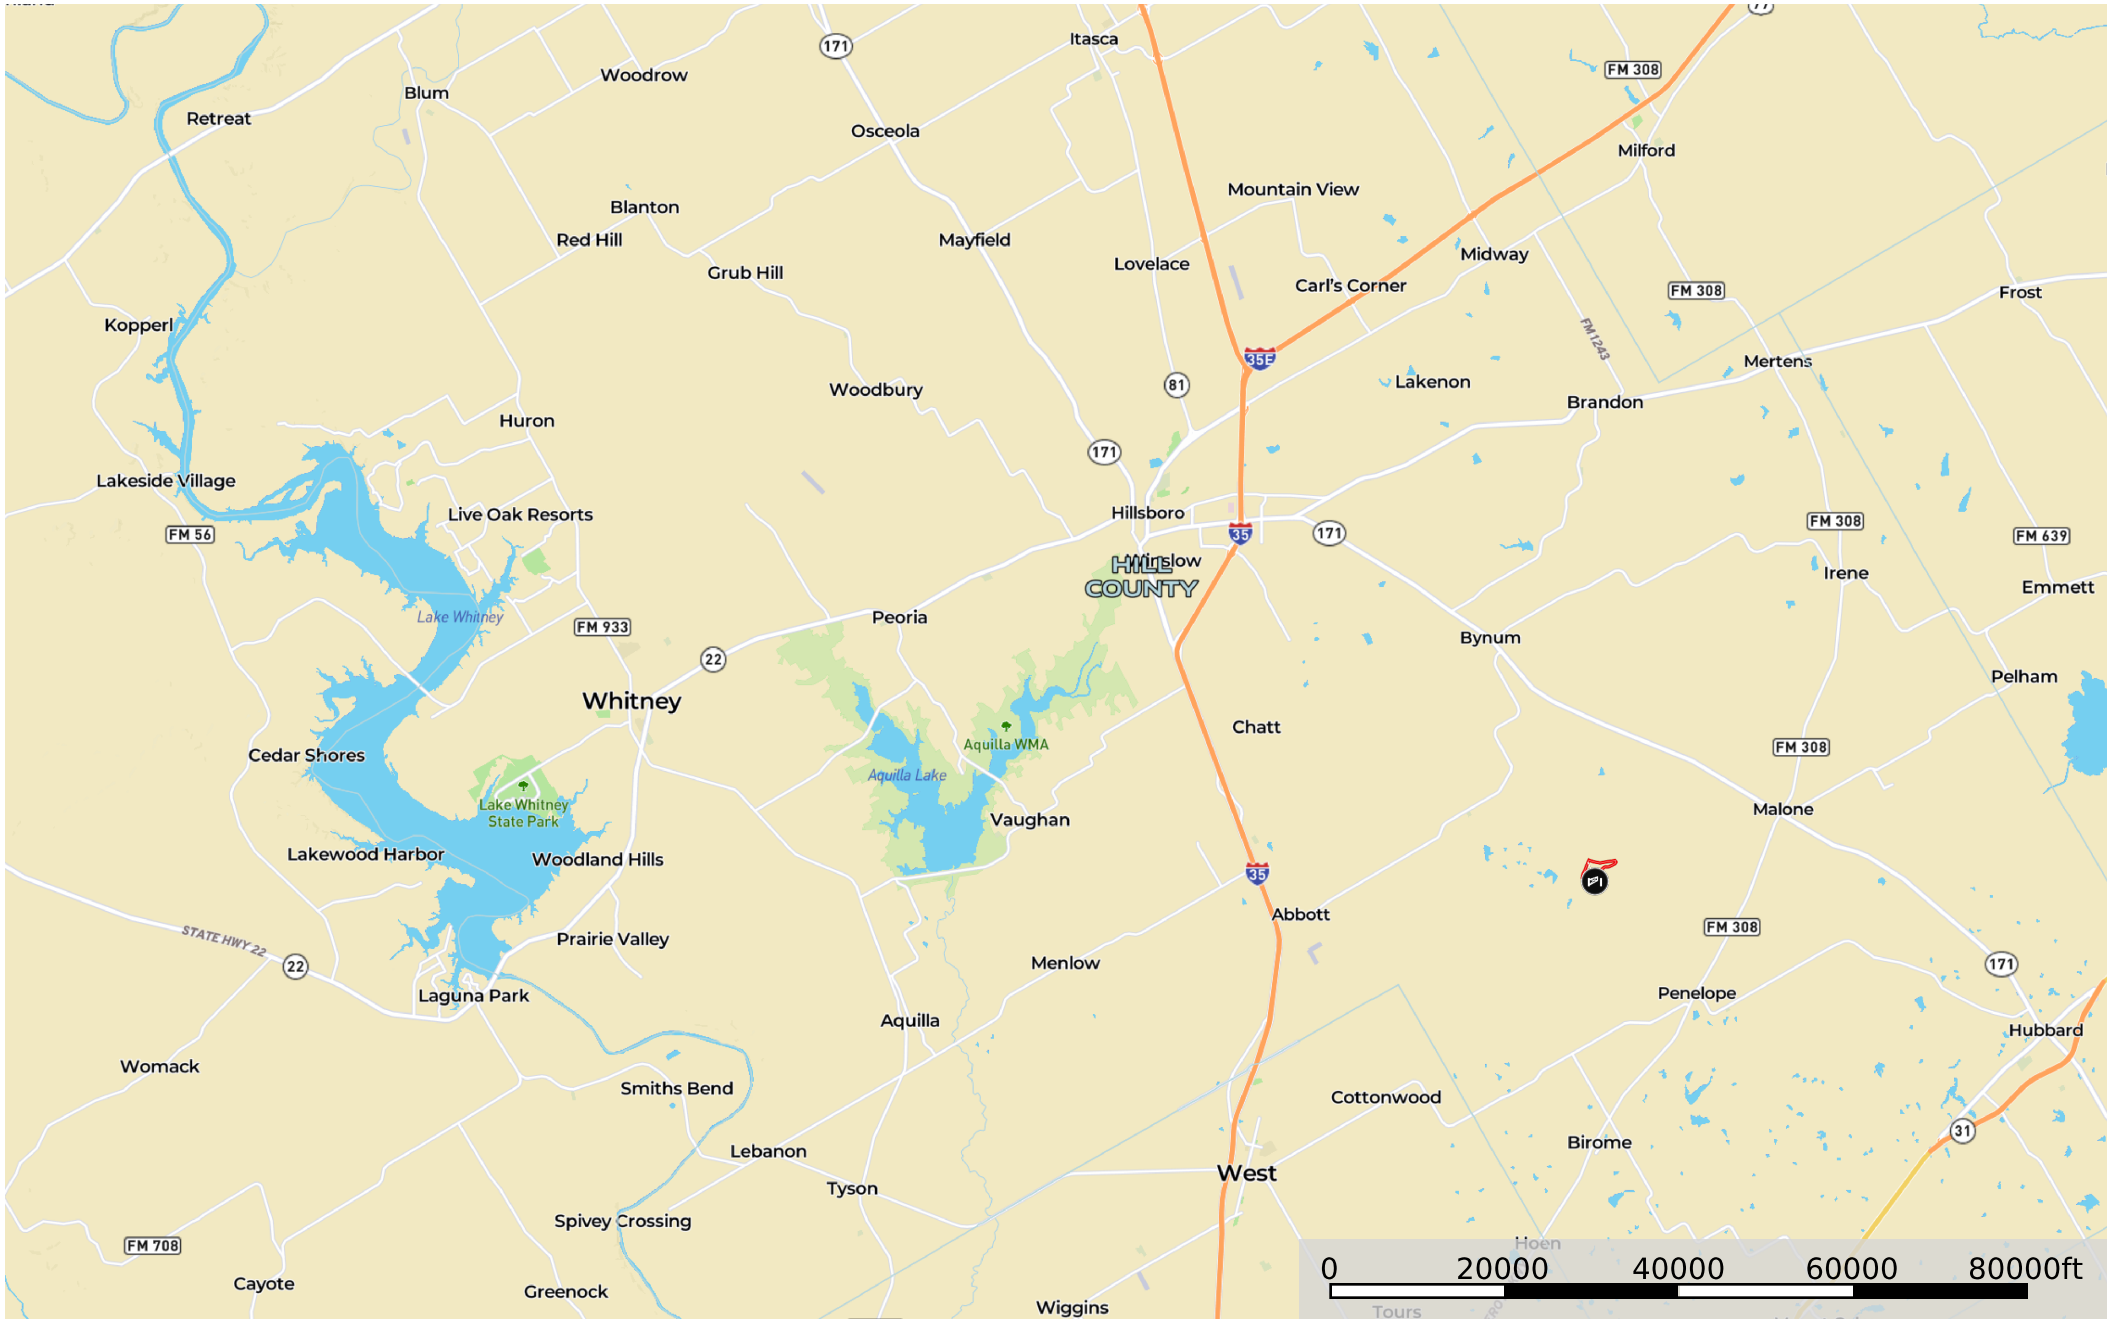 77
Itasca
171
Woodrow
FM 308
Blum
Retreat
Osceola
Milford
Mountain View
Blanton
Red Hill
Mayfield
Midway
Lovelace
Grub Hill
Carl's Corner
FM 308
Frost
Kopperl
FM 1243
35E
Mertens
81
Lakenon
Woodbury
Brandon
Huron
171
Lakeside Village
Live Oak Resorts
Hillsboro
FM 56
35
171
FM 308
FM 639
Winslow
HILL
COUNTY
Irene
Emmett
Lake Whitney
FM 933
Peoria
Bynum
22
Pelham
Whitney
Chatt
Aquilla WMA
FM 308
Cedar Shores
Aquilla Lake
Lake Whitney
State Park
Malone
Vaughan
Lakewood Harbor
Woodland Hills
35
Abbott
FM 308
STATE HWY 22
Prairie Valley
22
Menlow
171
Laguna Park
Penelope
Aquilla
Hubbard
Womack
Smiths Bend
Cottonwood
31
Birome
Lebanon
West
Tyson
Spivey Crossing
FM 708
Hoen
Cayote
Greenock
0 20000 40000 60000 80000ft
Wiggins
Tours